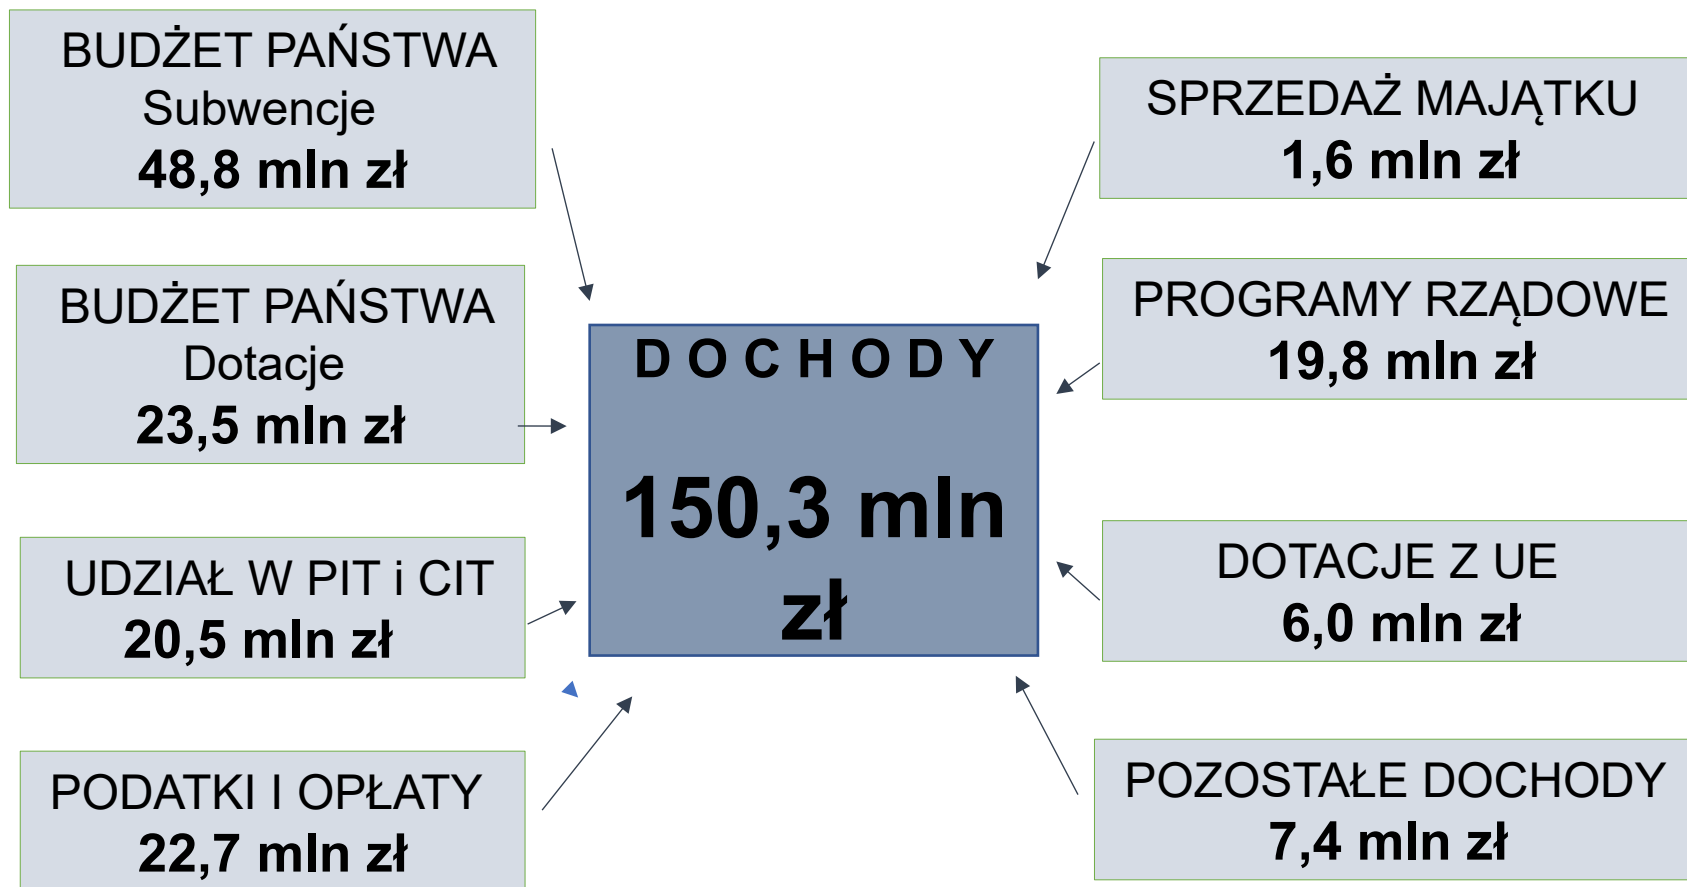 BUDŻET PAŃSTWA
Subwencje
48,8 mln zł
BUDŻET PAŃSTWA
Dotacje
23,5 mln zł
UDZIAŁ W PIT i CIT
20,5 mln zł
PODATKI I OPŁATY
22,7 mln zł
D O C H O D Y
150,3 mln
zł
SPRZEDAŻ MAJĄTKU
1,6 mln zł
PROGRAMY RZĄDOWE
19,8 mln zł
DOTACJE Z UE
6,0 mln zł
POZOSTAŁE DOCHODY
7,4 mln zł